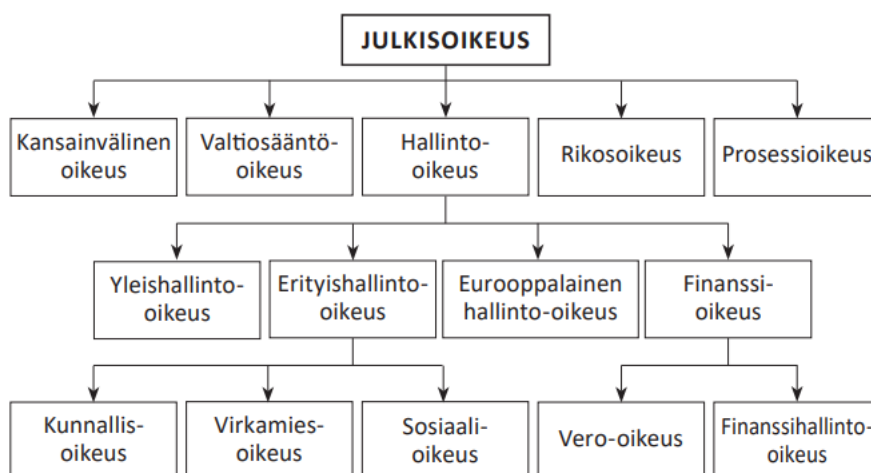 JULKISOIKEUS
Kansainvälinen
oikeus
Valtiosääntö-
oikeus
Hallinto-
oikeus
Rikosoikeus
Prosessioikeus
Yleishallinto-
oikeus
Erityishallinto-
oikeus
Eurooppalainen
hallinto-oikeus
Finanssi-
oikeus
Kunnallis-
oikeus
Virkamies-
oikeus
Sosiaali-
oikeus
Vero-oikeus
Finanssihallinto-
oikeus